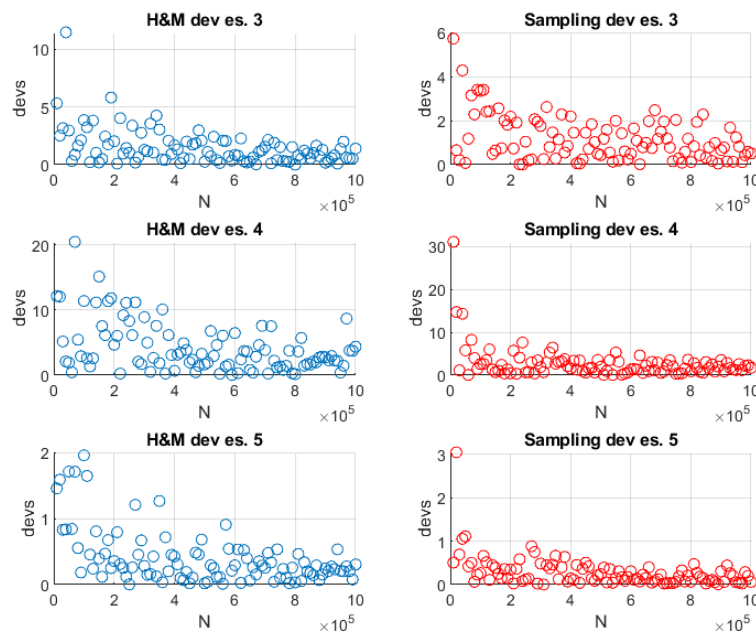 H&M dev es. 3
devs
10
5
0
0 2 4 6 8 10
N
×10^5
Sampling dev es. 3
devs
6
4
2
0
0 2 4 6 8 10
N
×10^5
H&M dev es. 4
devs
20
10
0
0 2 4 6 8 10
N
×10^5
Sampling dev es. 4
devs
30
20
10
0
0 2 4 6 8 10
N
×10^5
H&M dev es. 5
devs
2
1
0
0 2 4 6 8 10
N
×10^5
Sampling dev es. 5
devs
3
2
1
0
0 2 4 6 8 10
N
×10^5